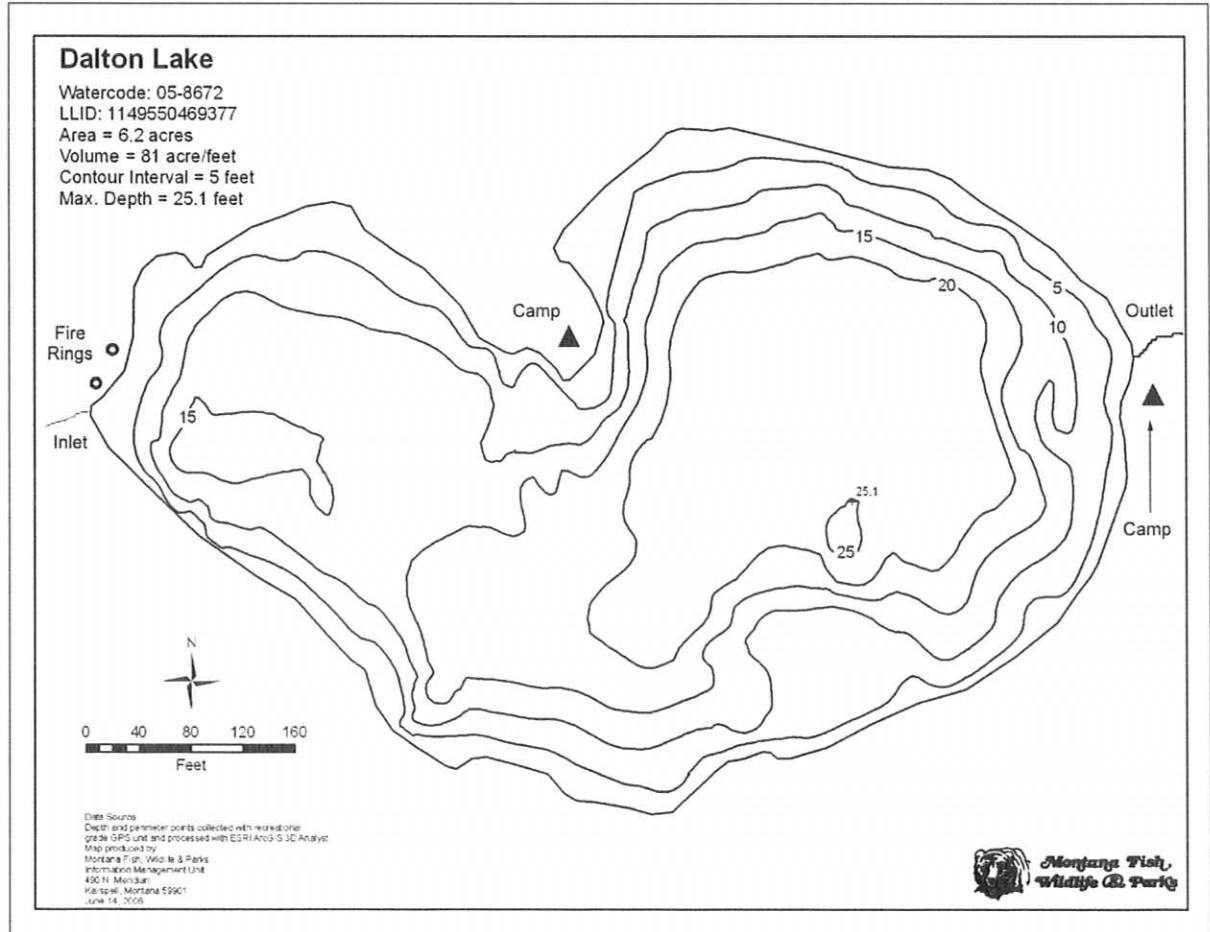 Dalton Lake
Watercode: 05-8672
LLID: 1149550469377
Area = 6.2 acres
Volume = 81 acre/feet
Contour Interval = 5 feet
Max. Depth = 25.1 feet
15
20
5
10
Outlet
Camp
Fire
Rings
Inlet
15
25.1
25
Camp
N
0 40 80 120 160
Feet
Data Source
Depth and perimeter points collected with recreational
grade GPS unit and processed with ESRI ArcGIS 3D Analyst
Map produced by
Montana Fish, Wildlife & Parks
Information Management Unit
490 N. Meridian
Kalispell, Montana 59901
June 14, 2006
Montana Fish,
Wildlife & Parks